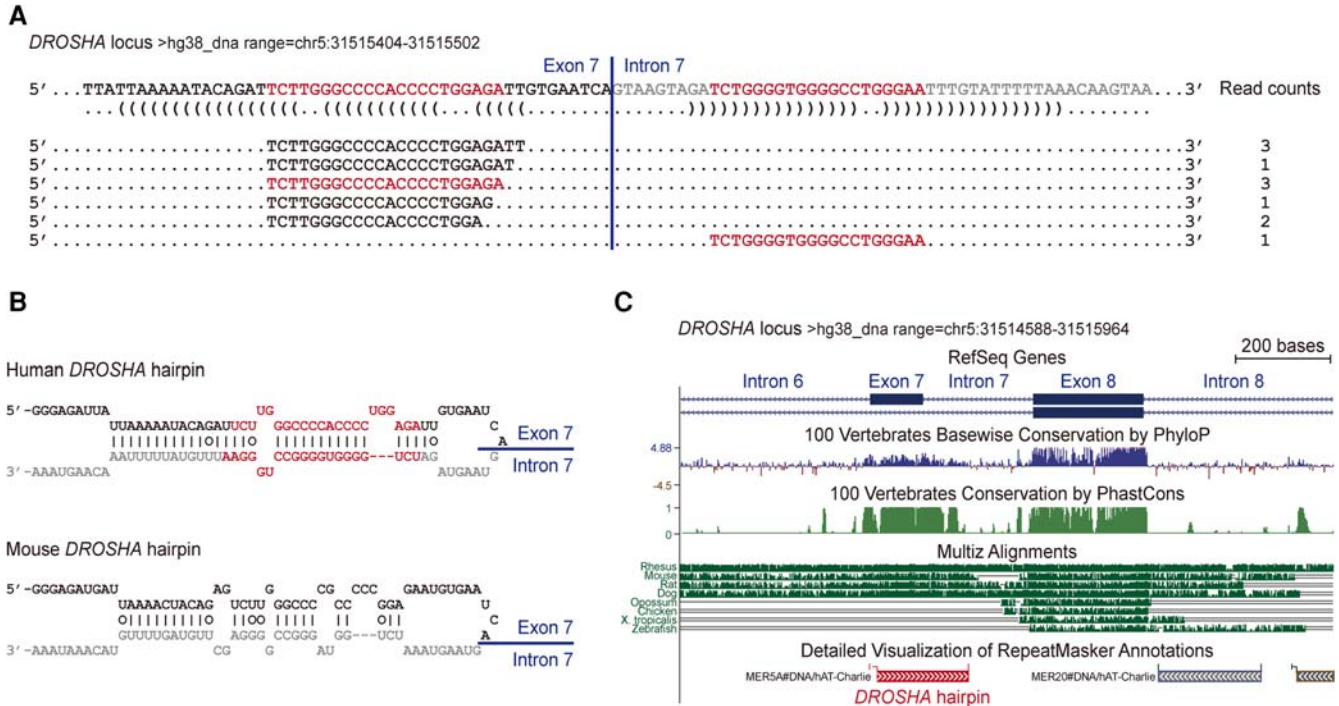 A
DROSHA locus >hg38_dna range=chr5:31515404-31515502
Exon 7 Intron 7
5′ ...TTATTAAAAATACAGATTCTTGGGCCCCACCCCTGGAGATTGTGAATCAGTAAGTAGATCTGGGGTGGGGCCTGGGAATTTGTATTTTTAAACAAGTAA...3′ Read counts
...(((((((((((((((((..(((((((((((...(((((...............))))))))))))))))..))))))))))))))))).........
5′ ....................TCTTGGGCCCCACCCCTGGAGATT.............................................................3′ 3
5′ ....................TCTTGGGCCCCACCCCTGGAGAT..............................................................3′ 1
5′ ....................TCTTGGGCCCCACCCCTGGAGA...............................................................3′ 3
5′ ....................TCTTGGGCCCCACCCCTGGAG................................................................3′ 1
5′ ....................TCTTGGGCCCCACCCCTGGA.................................................................3′ 2
5′ .............................................................TCTGGGGTGGGGCCTGGGAA........................3′ 1
B
Human DROSHA hairpin
5′-GGGAGAUUA UG UGG GUGAAU
UUAAAAAUACAGAUUCU GGCCCCACCCC AGAUU C
|||||||||||O|||O ||||||||||| ||||| A Exon 7
AAUUUUUAUGUUUAAGG CCGGGGUGGGG---UCUAG G Intron 7
3′-AAAUGAACA GU AUGAAU
Mouse DROSHA hairpin
5′-GGGAGAUGAU AG G CG CCC GAAUGUGAA
UAAAACUACAG UCUU GGCCC CC GGA U
O|||||||||O ||OO ||||| || ||O C Exon 7
GUUUUGAUGUU AGGG CCGGG GG---UCU A Intron 7
3′-AAAUAAACAU CG G AU AAAUGAAUG
C
DROSHA locus >hg38_dna range=chr5:31514588-31515964
200 bases
RefSeq Genes
Intron 6 Exon 7 Intron 7 Exon 8 Intron 8
100 Vertebrates Basewise Conservation by PhyloP
4.88
-4.5
100 Vertebrates Conservation by PhastCons
1
0
Multiz Alignments
Rhesus
Mouse
Rat
Dog
Opossum
Chicken
X. tropicalis
Zebrafish
Detailed Visualization of RepeatMasker Annotations
MER5A#DNA/hAT-Charlie MER20#DNA/hAT-Charlie
DROSHA hairpin